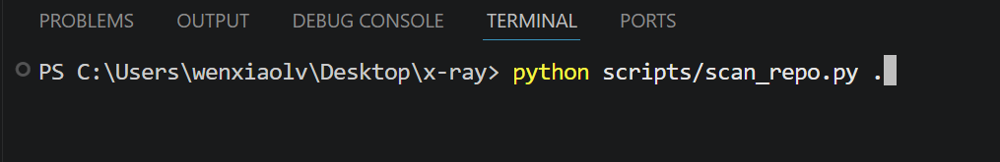 PROBLEMS OUTPUT DEBUG CONSOLE TERMINAL PORTS
PS C:\Users\wenxiaolv\Desktop\x-ray> python scripts/scan_repo.py .